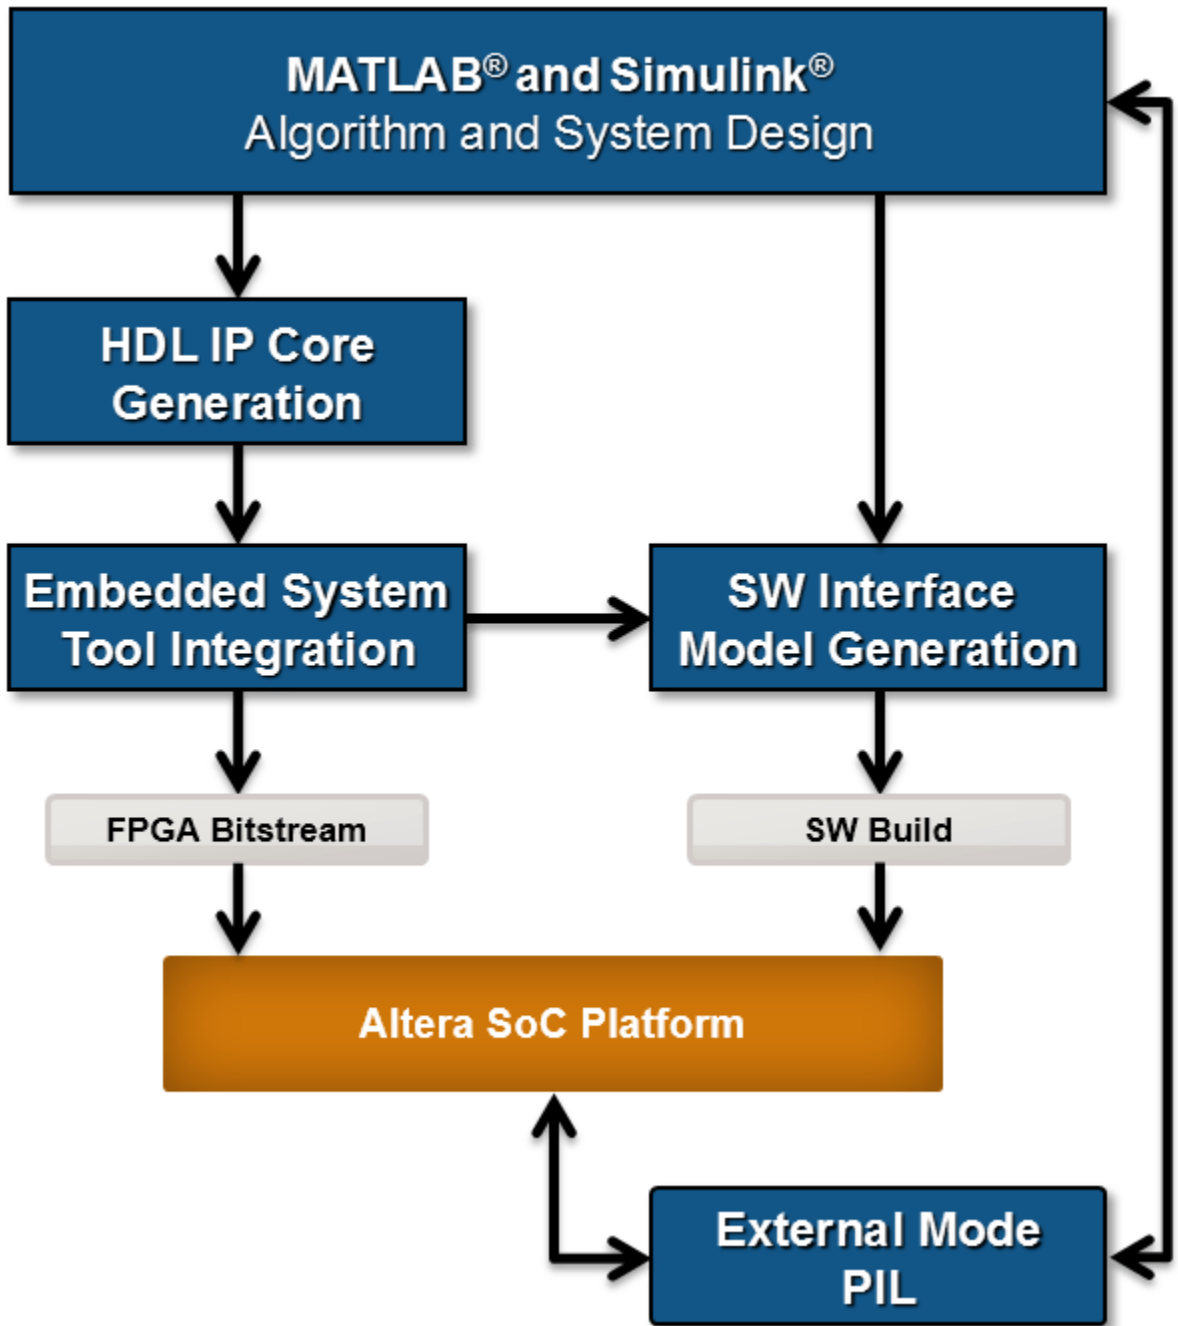 MATLAB® and Simulink®
Algorithm and System Design
HDL IP Core
Generation
Embedded System
Tool Integration
SW Interface
Model Generation
FPGA Bitstream
SW Build
Altera SoC Platform
External Mode
PIL